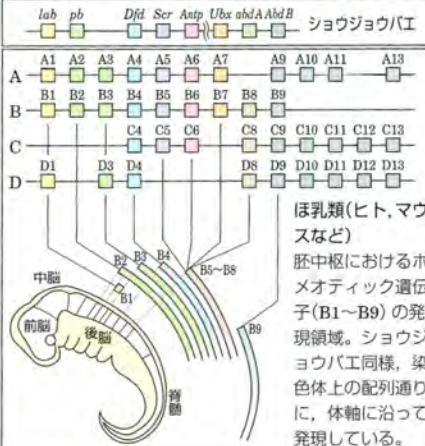 lab pb Dfd Scr Antp Ubx abdA AbdB ショウジョウバエ
A1 A2 A3 A4 A5 A6 A7 A9 A10 A11 A13
A
B1 B2 B3 B4 B5 B6 B7 B8 B9
B
C4 C5 C6 C8 C9 C10 C11 C12 C13
C
D1 D3 D4 D8 D9 D10 D11 D12 D13
D
ほ乳類(ヒト,マウ
スなど)
胚中枢におけるホ
メオティック遺伝
子(B1~B9)の発
現領域。ショウジ
ョウバエ同様,染
色体上の配列通り
に,体軸に沿って
発現している。
B2 B3 B4 B5~B8
B1
B9
中脳
前脳
後脳
脊髄